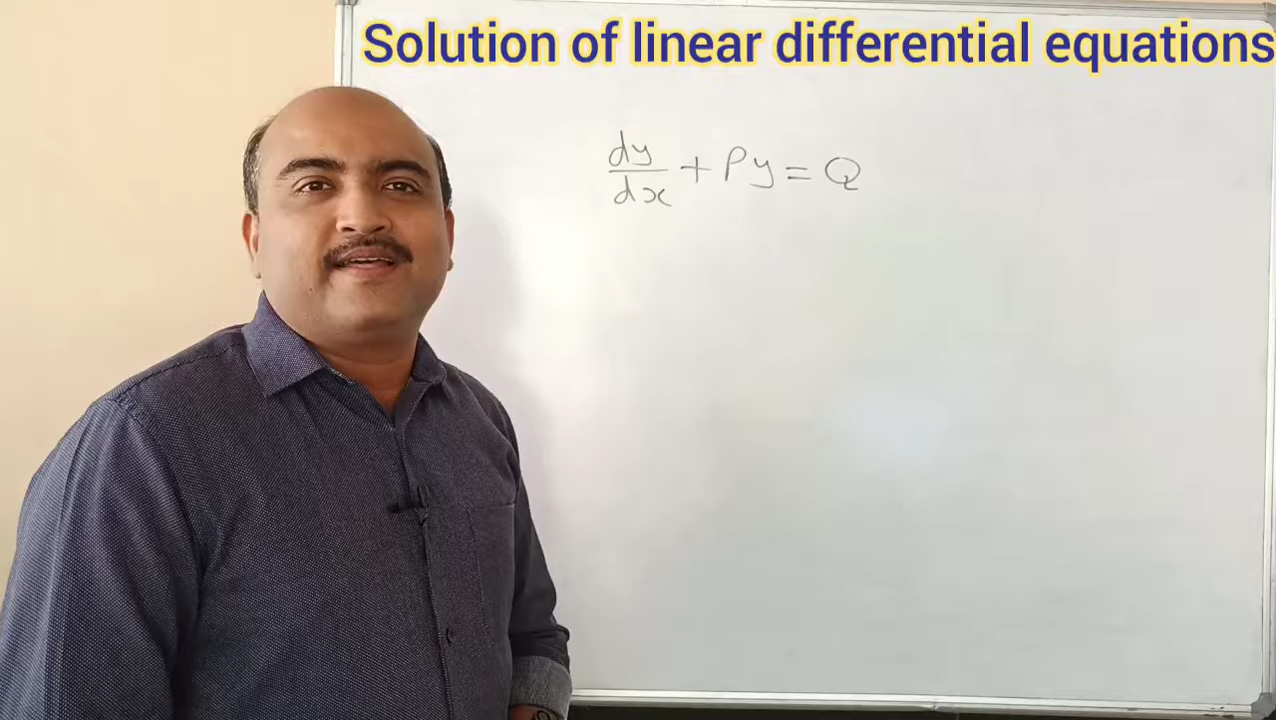 Solution of linear differential equations
dy/dx + Py = Q